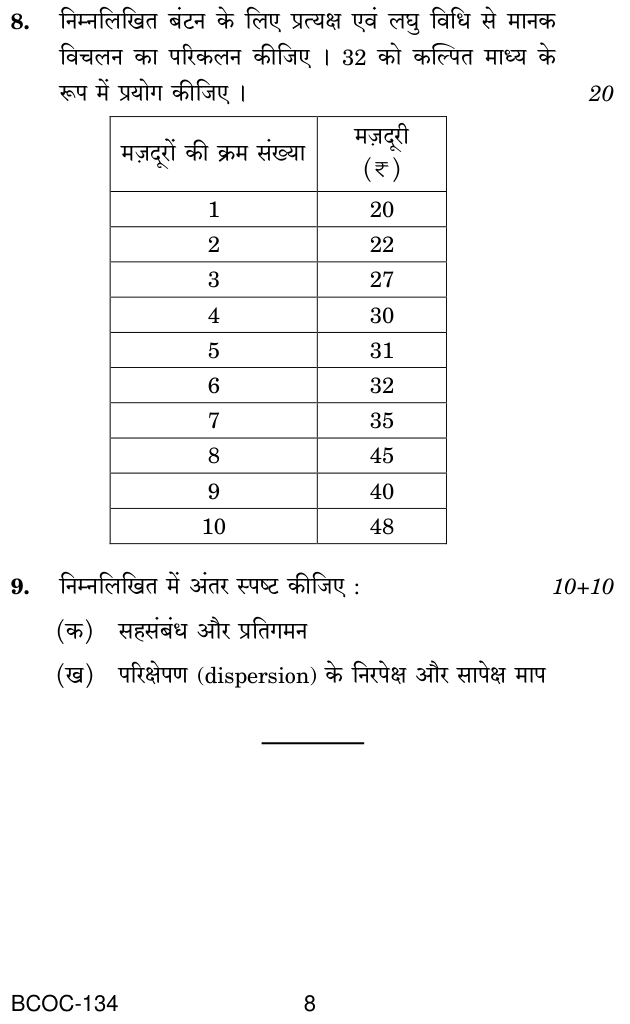 8. निम्नलिखित बंटन के लिए प्रत्यक्ष एवं लघु विधि से मानक
विचलन का परिकलन कीजिए । 32 को कल्पित माध्य के
रूप में प्रयोग कीजिए । 20
मज़दूरों की क्रम संख्या मज़दूरी (₹)
1 20
2 22
3 27
4 30
5 31
6 32
7 35
8 45
9 40
10 48
9. निम्नलिखित में अंतर स्पष्ट कीजिए : 10+10
(क) सहसंबंध और प्रतिगमन
(ख) परिक्षेपण (dispersion) के निरपेक्ष और सापेक्ष माप
BCOC-134 8